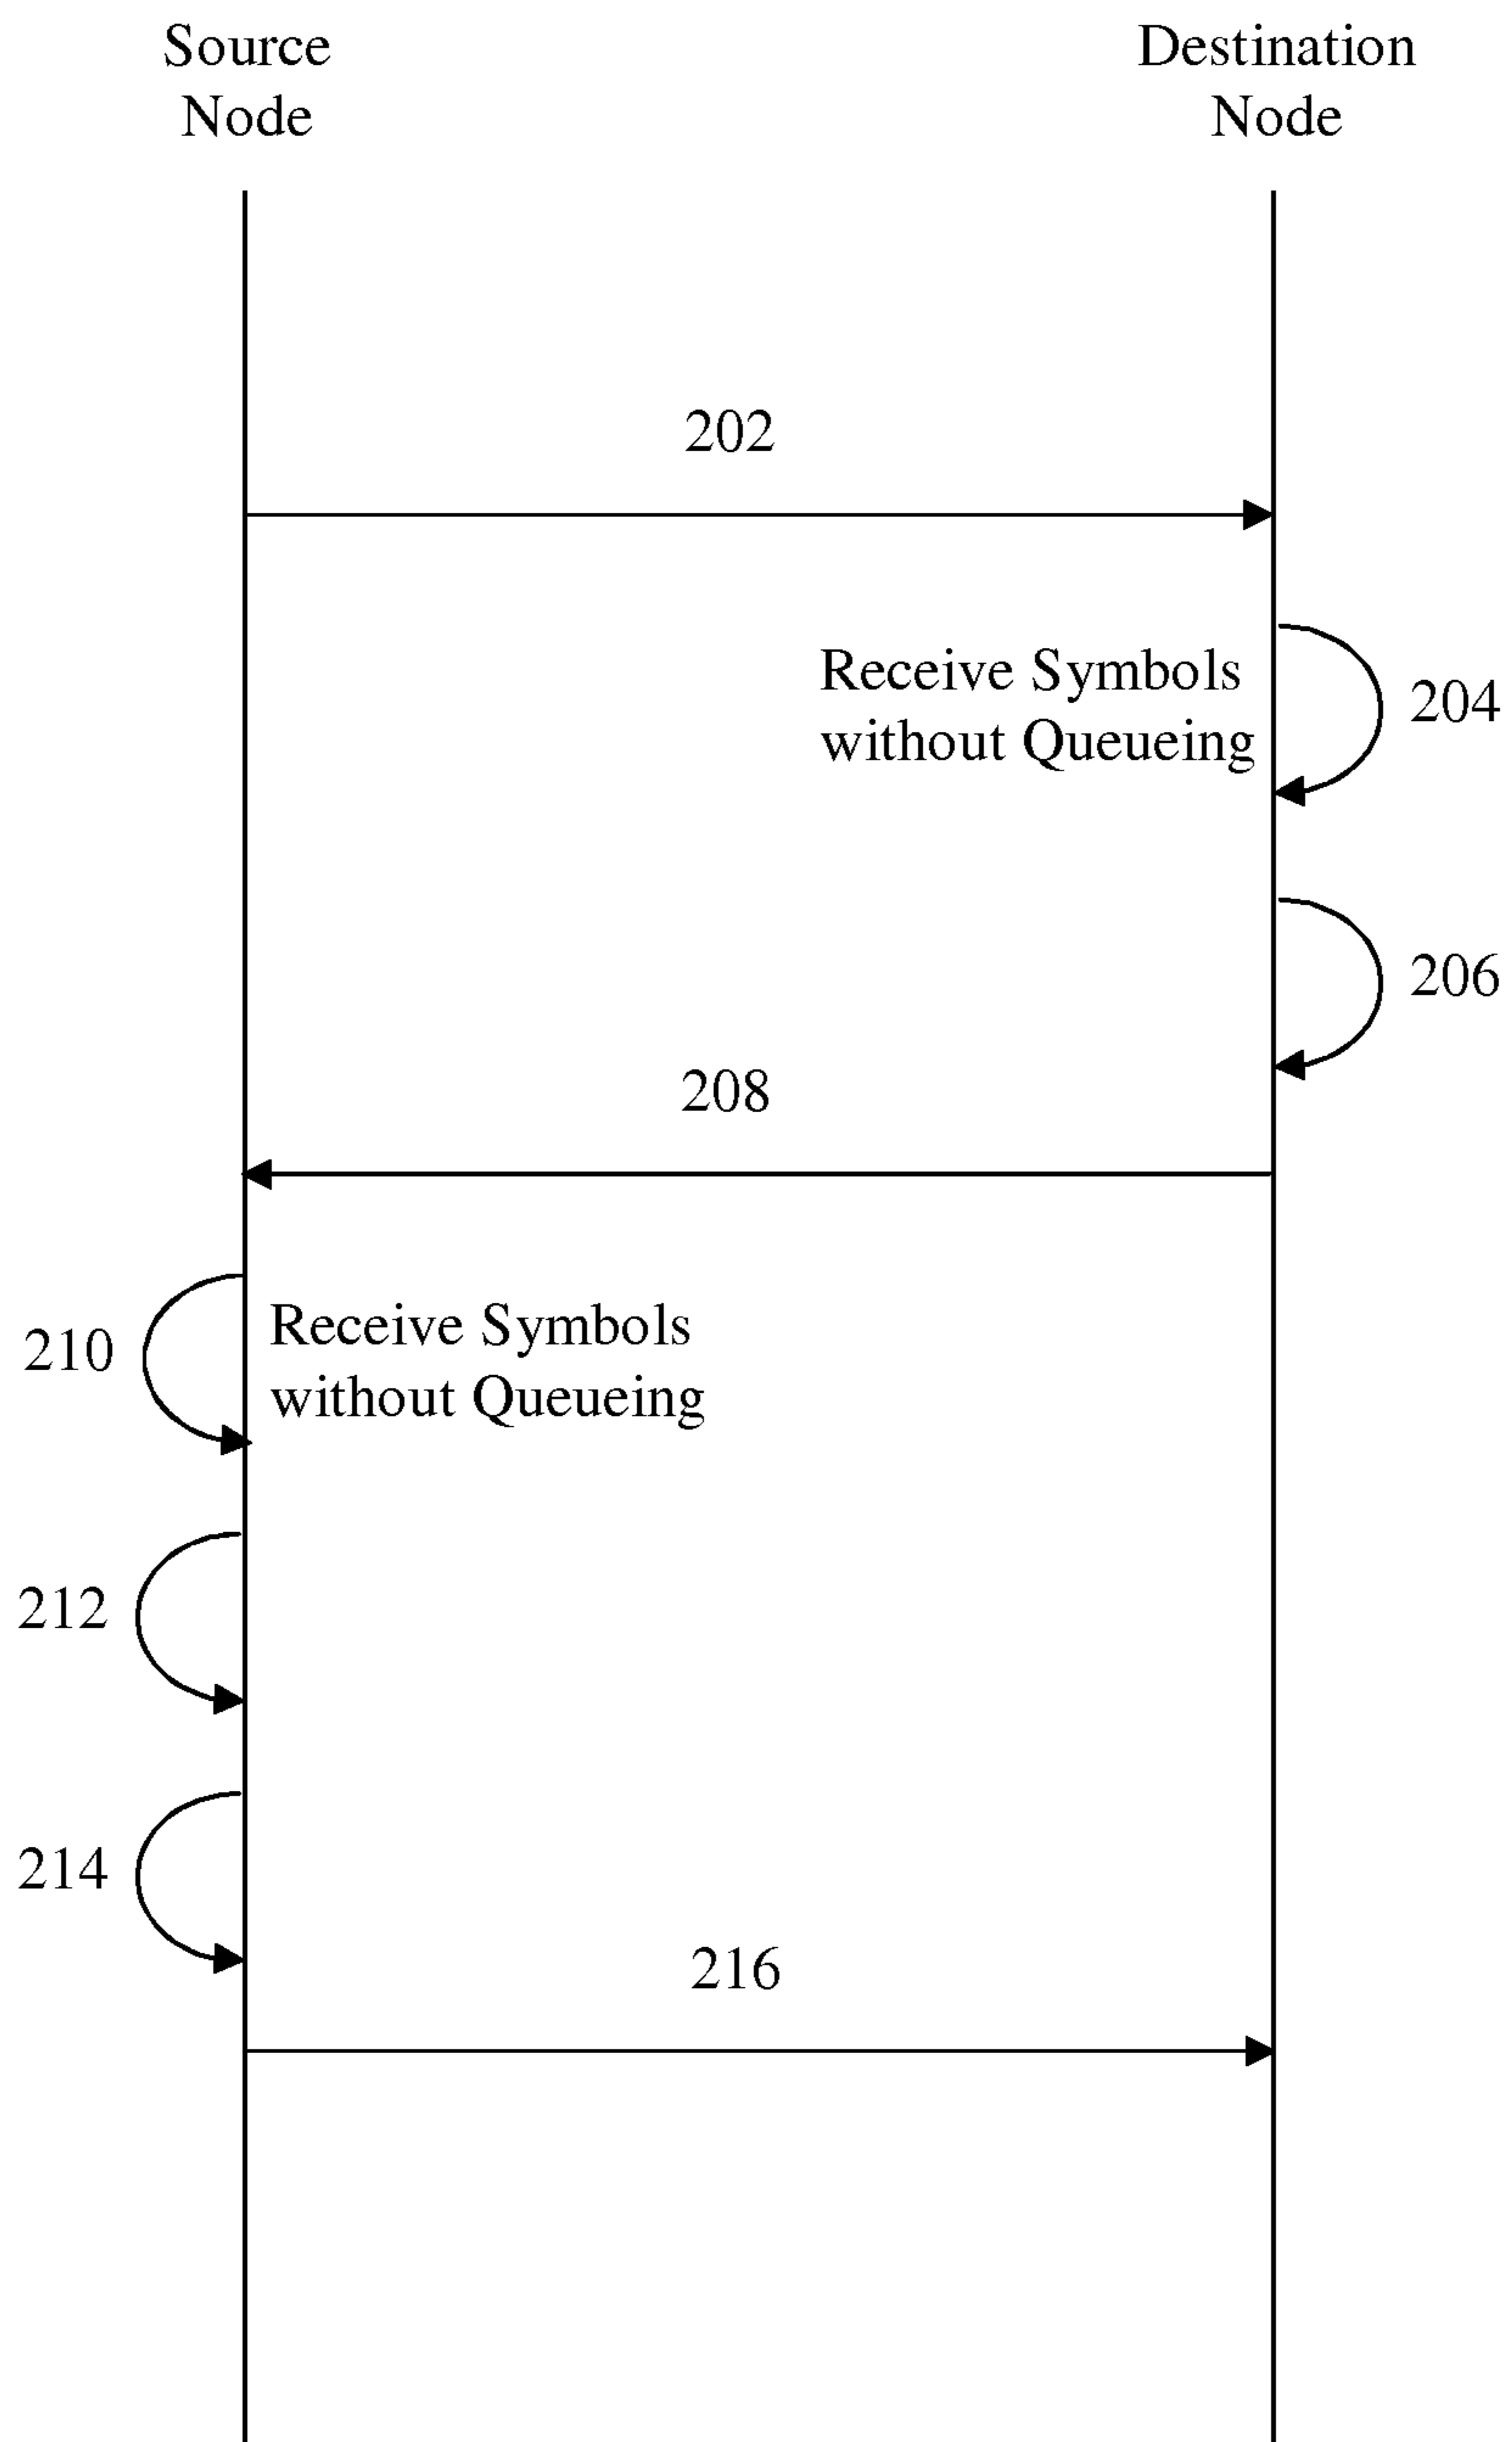 Source
Node
Destination
Node
202
Receive Symbols
without Queueing
204
206
208
210
Receive Symbols
without Queueing
212
214
216